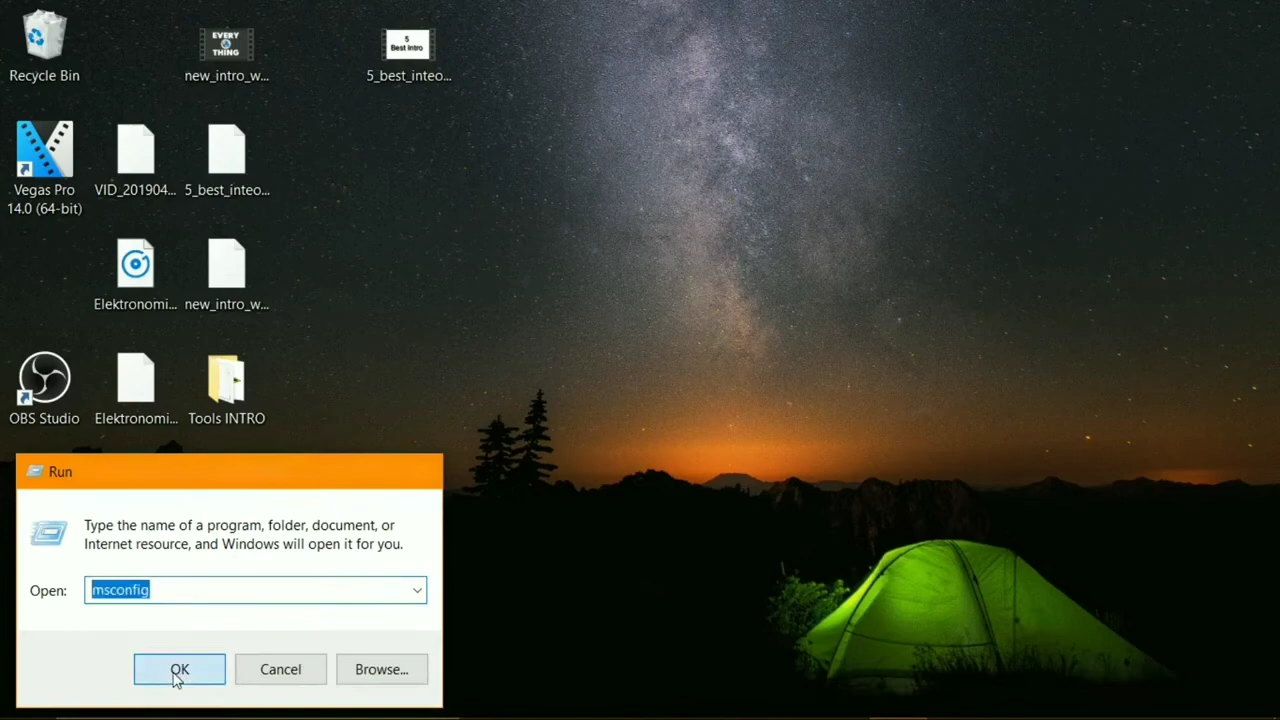 Recycle Bin
EVERY
THING
new_intro_w...
5
Best Intro
5_best_inteo...
Vegas Pro
14.0 (64-bit)
VID_201904...
5_best_inteo...
Elektronomi...
new_intro_w...
OBS Studio
Elektronomi...
Tools INTRO
Run
Type the name of a program, folder, document, or
Internet resource, and Windows will open it for you.
Open: msconfig
OK Cancel Browse...